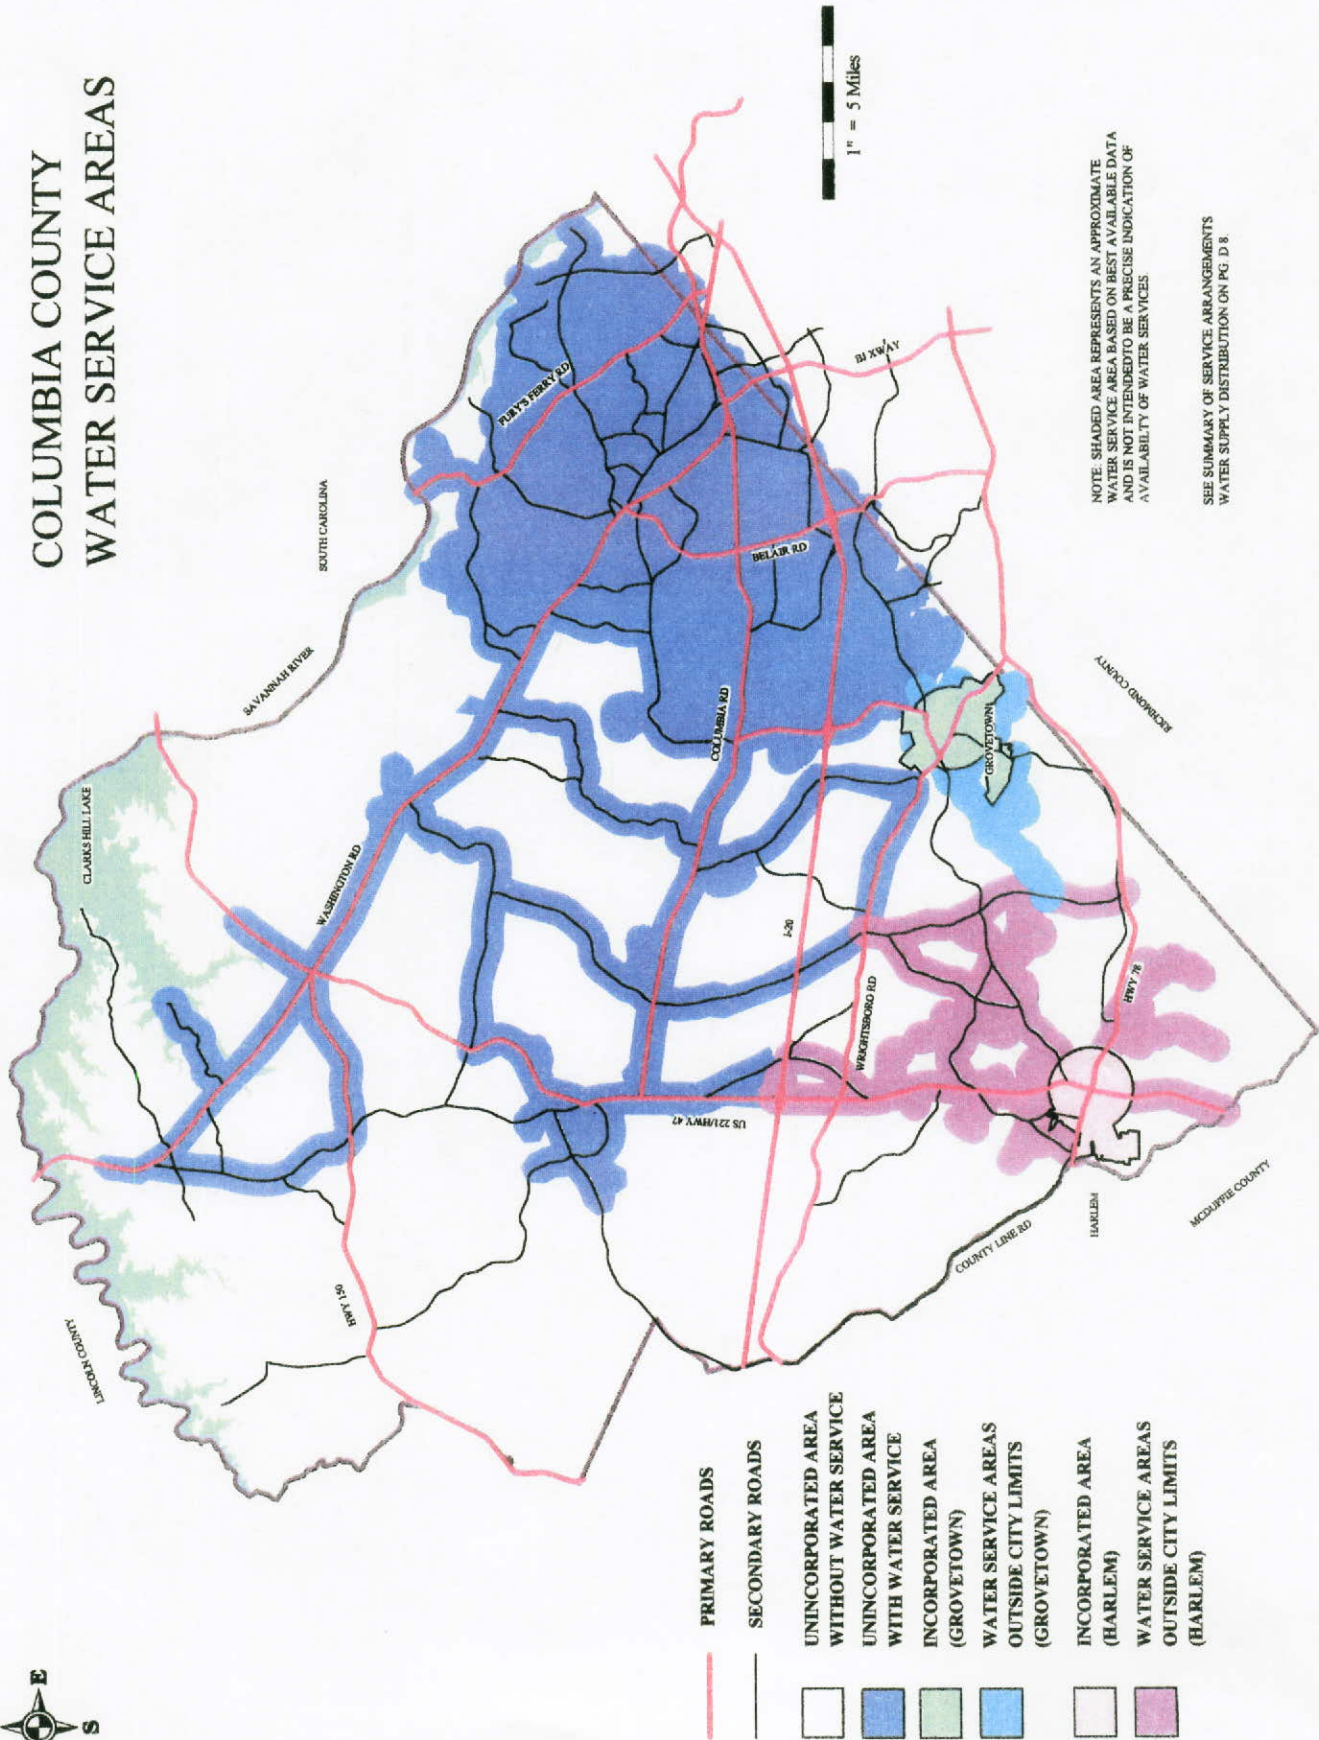 COLUMBIA COUNTY
WATER SERVICE AREAS
SOUTH CAROLINA
SAVANNAH RIVER
CLARKS HILL LAKE
LINCOLN COUNTY
WASHINGTON RD
FURY'S FERRY RD
BJ XWAY
BELAIR RD
COLUMBIA RD
I-20
WRIGHTSBORO RD
US 221/HWY 47
HWY 150
GROVETOWN
HWY 78
HARLEM
COUNTY LINE RD
MCDUFFIE COUNTY
RICHMOND COUNTY
1" = 5 Miles
NOTE: SHADED AREA REPRESENTS AN APPROXIMATE
WATER SERVICE AREA BASED ON BEST AVAILABLE DATA
AND IS NOT INTENDEDTO BE A PRECISE INDICATION OF
AVAILABILTY OF WATER SERVICES
SEE SUMMARY OF SERVICE ARRANGEMENTS
WATER SUPPLY DISTRIBUTION ON PG D 8
E
S
PRIMARY ROADS
SECONDARY ROADS
UNINCORPORATED AREA
WITHOUT WATER SERVICE
UNINCORPORATED AREA
WITH WATER SERVICE
INCORPORATED AREA
(GROVETOWN)
WATER SERVICE AREAS
OUTSIDE CITY LIMITS
(GROVETOWN)
INCORPORATED AREA
(HARLEM)
WATER SERVICE AREAS
OUTSIDE CITY LIMITS
(HARLEM)